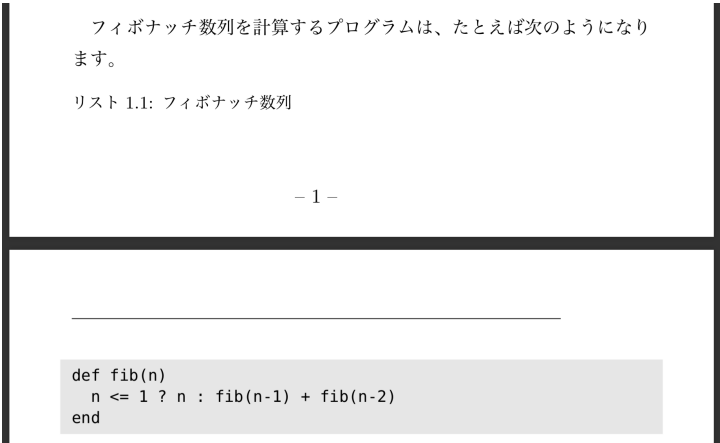 フィボナッチ数列を計算するプログラムは、たとえば次のようになり
ます。
リスト 1.1: フィボナッチ数列
– 1 –
def fib(n)
  n <= 1 ? n : fib(n-1) + fib(n-2)
end